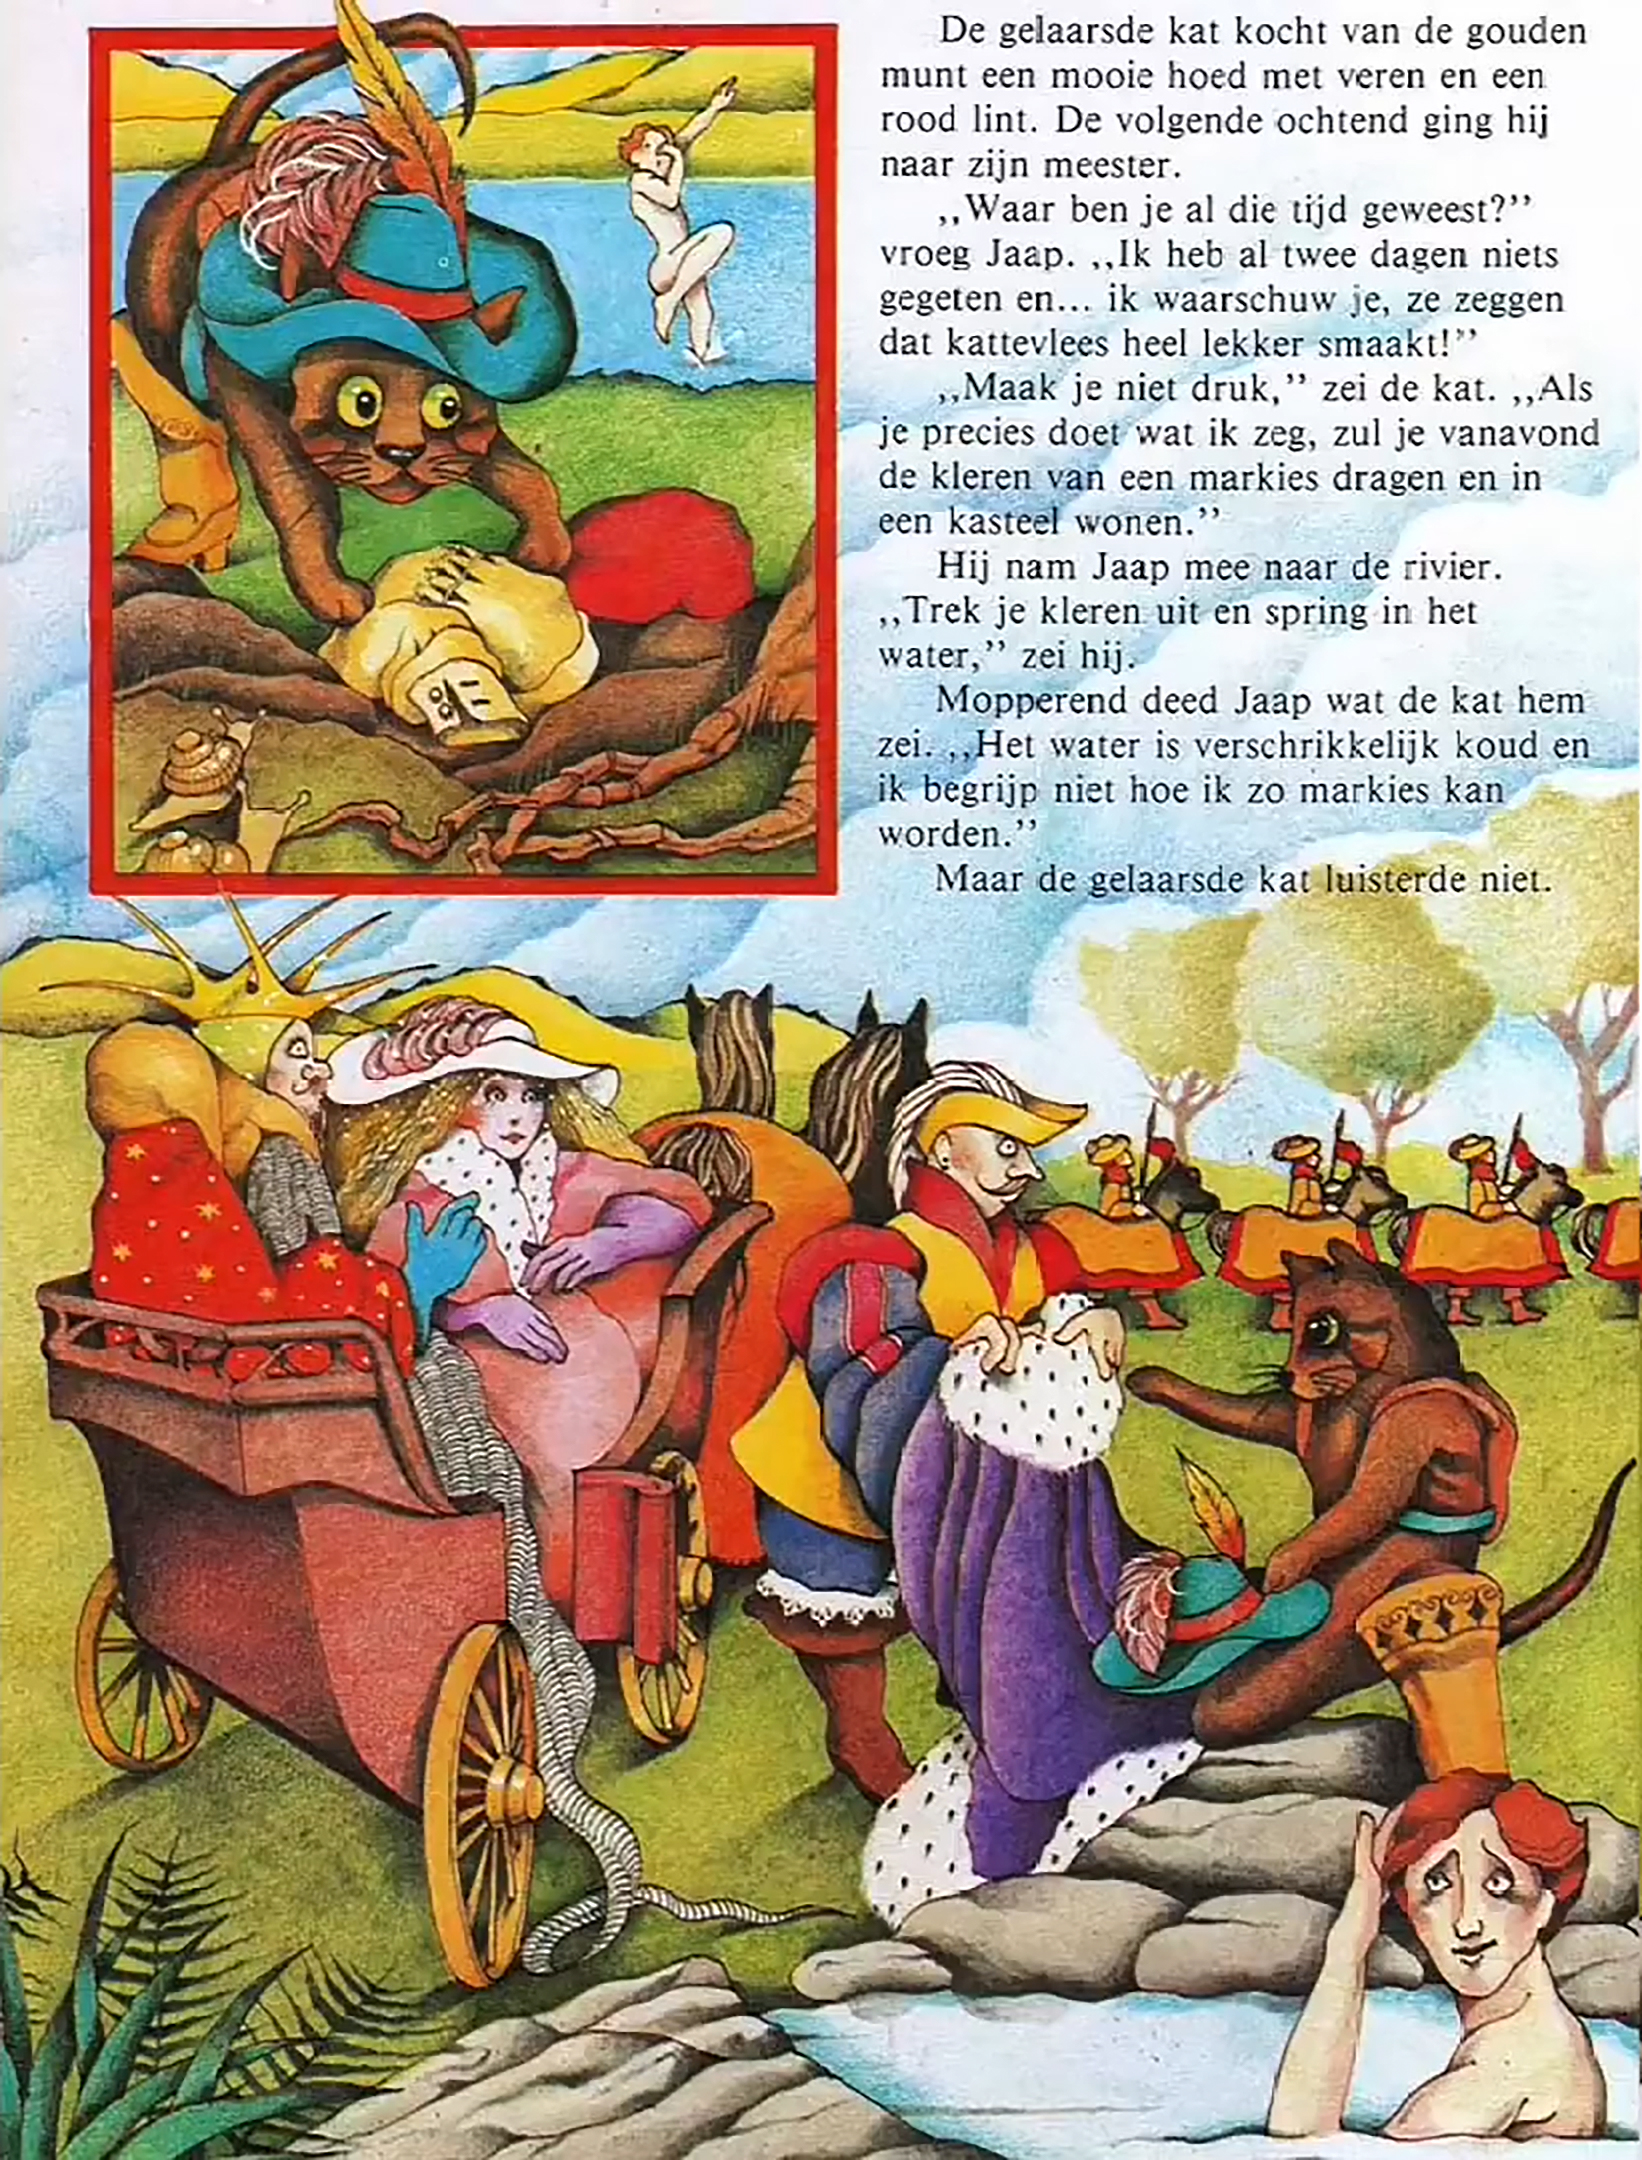 De gelaarsde kat kocht van de gouden
munt een mooie hoed met veren en een
rood lint. De volgende ochtend ging hij
naar zijn meester.
,,Waar ben je al die tijd geweest?’’
vroeg Jaap. ,,Ik heb al twee dagen niets
gegeten en... ik waarschuw je, ze zeggen
dat kattevlees heel lekker smaakt!’’
,,Maak je niet druk,’’ zei de kat. ,,Als
je precies doet wat ik zeg, zul je vanavond
de kleren van een markies dragen en in
een kasteel wonen.’’
Hij nam Jaap mee naar de rivier.
,,Trek je kleren uit en spring in het
water,’’ zei hij.
Mopperend deed Jaap wat de kat hem
zei. ,,Het water is verschrikkelijk koud en
ik begrijp niet hoe ik zo markies kan
worden.’’
Maar de gelaarsde kat luisterde niet.